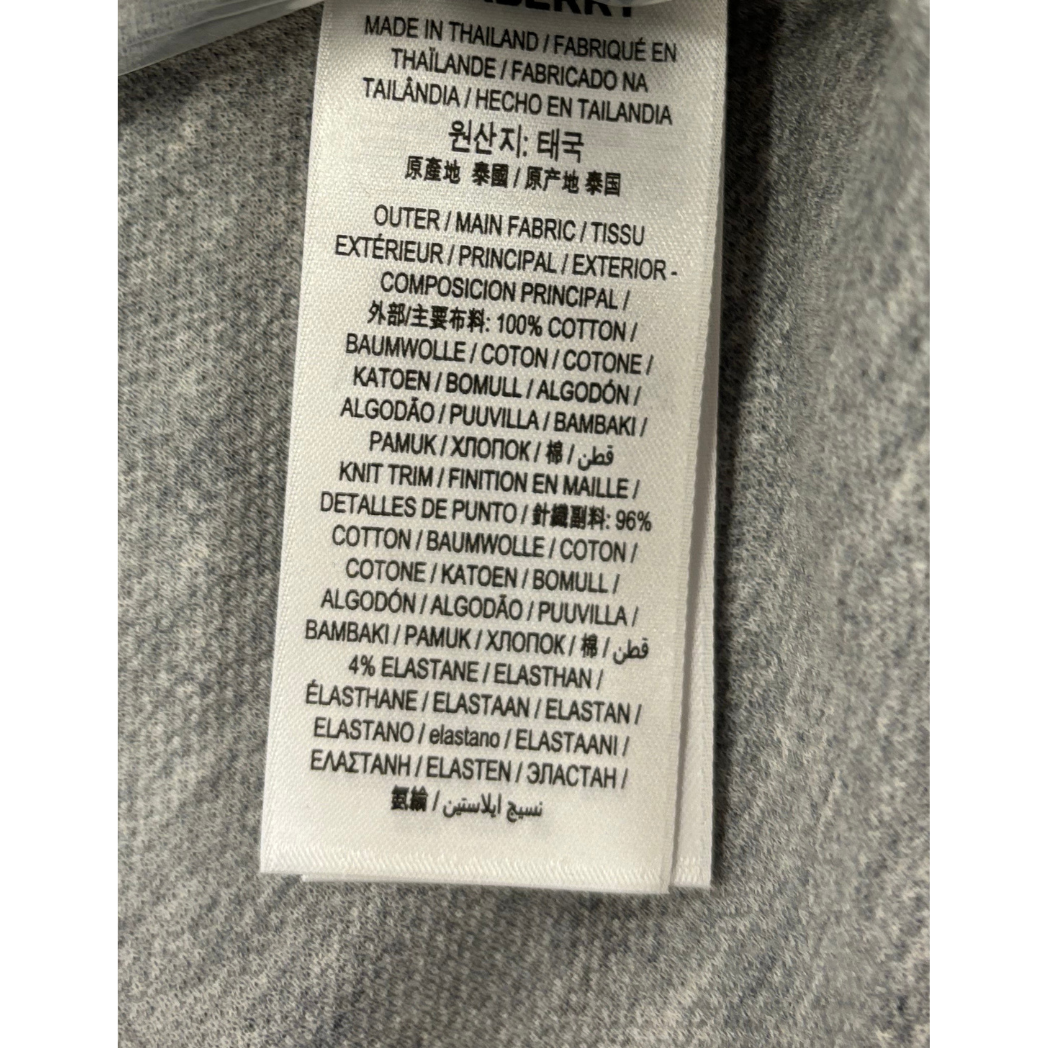 MADE IN THAILAND / FABRIQUÉ EN
THAÏLANDE / FABRICADO NA
TAILÂNDIA / HECHO EN TAILANDIA
원산지: 태국
原產地 泰國 / 原产地 泰国
OUTER / MAIN FABRIC / TISSU
EXTÉRIEUR / PRINCIPAL / EXTERIOR -
COMPOSICION PRINCIPAL /
外部/主要布料: 100% COTTON /
BAUMWOLLE / COTON / COTONE /
KATOEN / BOMULL / ALGODÓN /
ALGODÃO / PUUVILLA / BAMBAKI /
PAMUK / ХЛОПОК / 棉 / قطن
KNIT TRIM / FINITION EN MAILLE /
DETALLES DE PUNTO / 針織副料: 96%
COTTON / BAUMWOLLE / COTON /
COTONE / KATOEN / BOMULL /
ALGODÓN / ALGODÃO / PUUVILLA /
BAMBAKI / PAMUK / ХЛОПОК / 棉 / قطن
4% ELASTANE / ELASTHAN /
ÉLASTHANE / ELASTAAN / ELASTAN /
ELASTANO / elastano / ELASTAANI /
ΕΛΑΣΤΑΝΗ / ELASTEN / ЭЛАСТАН /
氨綸 / نسيج ايلاستين